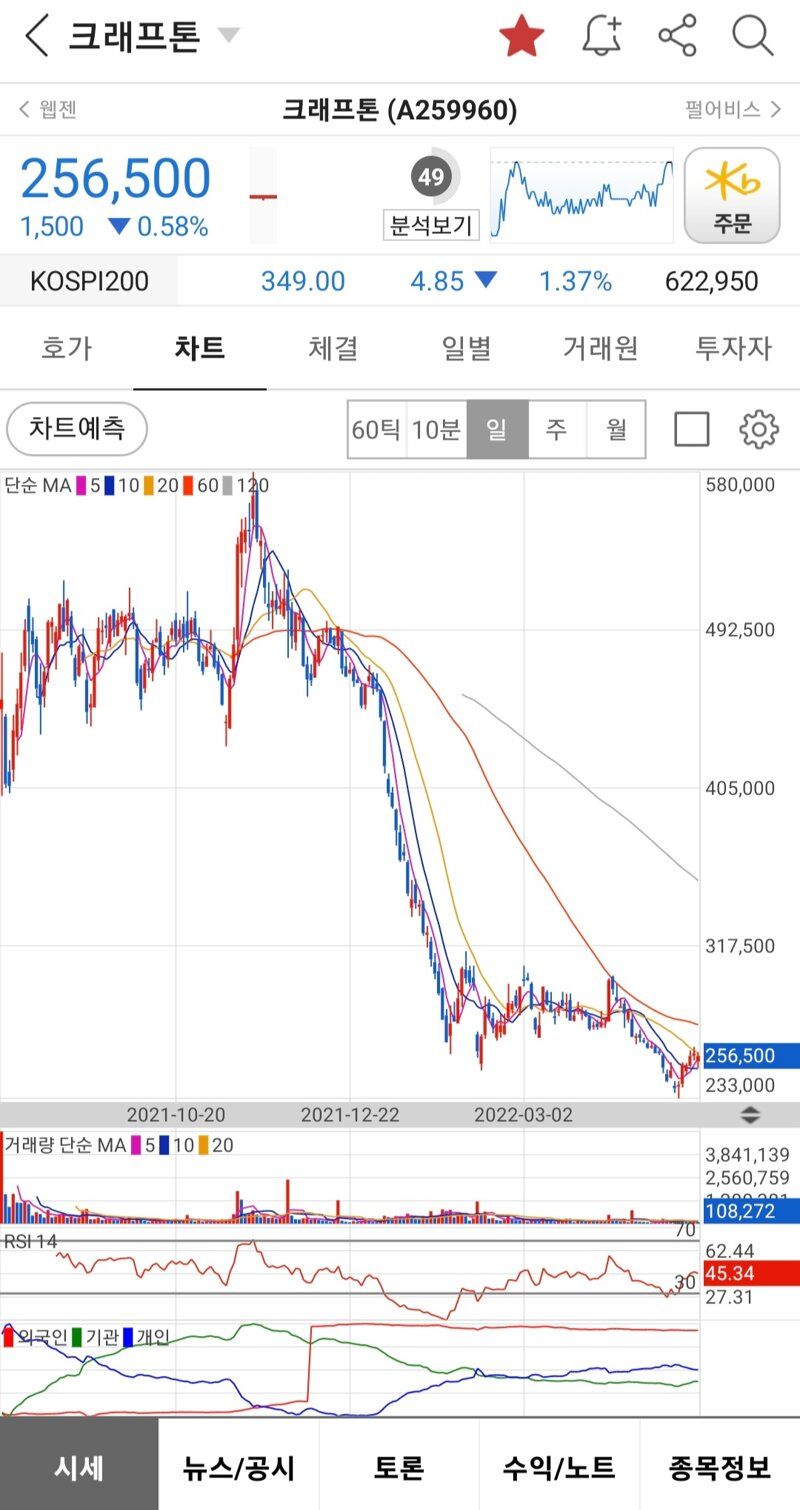 크래프톤
웹젠
크래프톤 (A259960)
펄어비스
256,500
1,500 ▼ 0.58%
49
분석보기
Kb
주문
KOSPI200 349.00 4.85 ▼ 1.37% 622,950
호가 차트 체결 일별 거래원 투자자
차트예측
60틱 10분 일 주 월
단순 MA 5 10 20 60 120
580,000
492,500
405,000
317,500
256,500
233,000
2021-10-20 2021-12-22 2022-03-02
거래량 단순 MA 5 10 20
3,841,139
2,560,759
108,272
70
RSI 14
62.44
45.34
30
27.31
외국인 기관 개인
시세 뉴스/공시 토론 수익/노트 종목정보